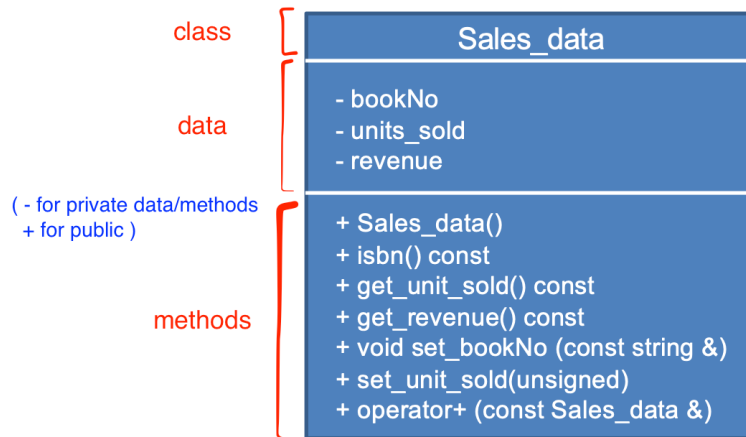 class
Sales_data
data
- bookNo
- units_sold
- revenue
( - for private data/methods
+ for public )
methods
+ Sales_data()
+ isbn() const
+ get_unit_sold() const
+ get_revenue() const
+ void set_bookNo (const string &)
+ set_unit_sold(unsigned)
+ operator+ (const Sales_data &)